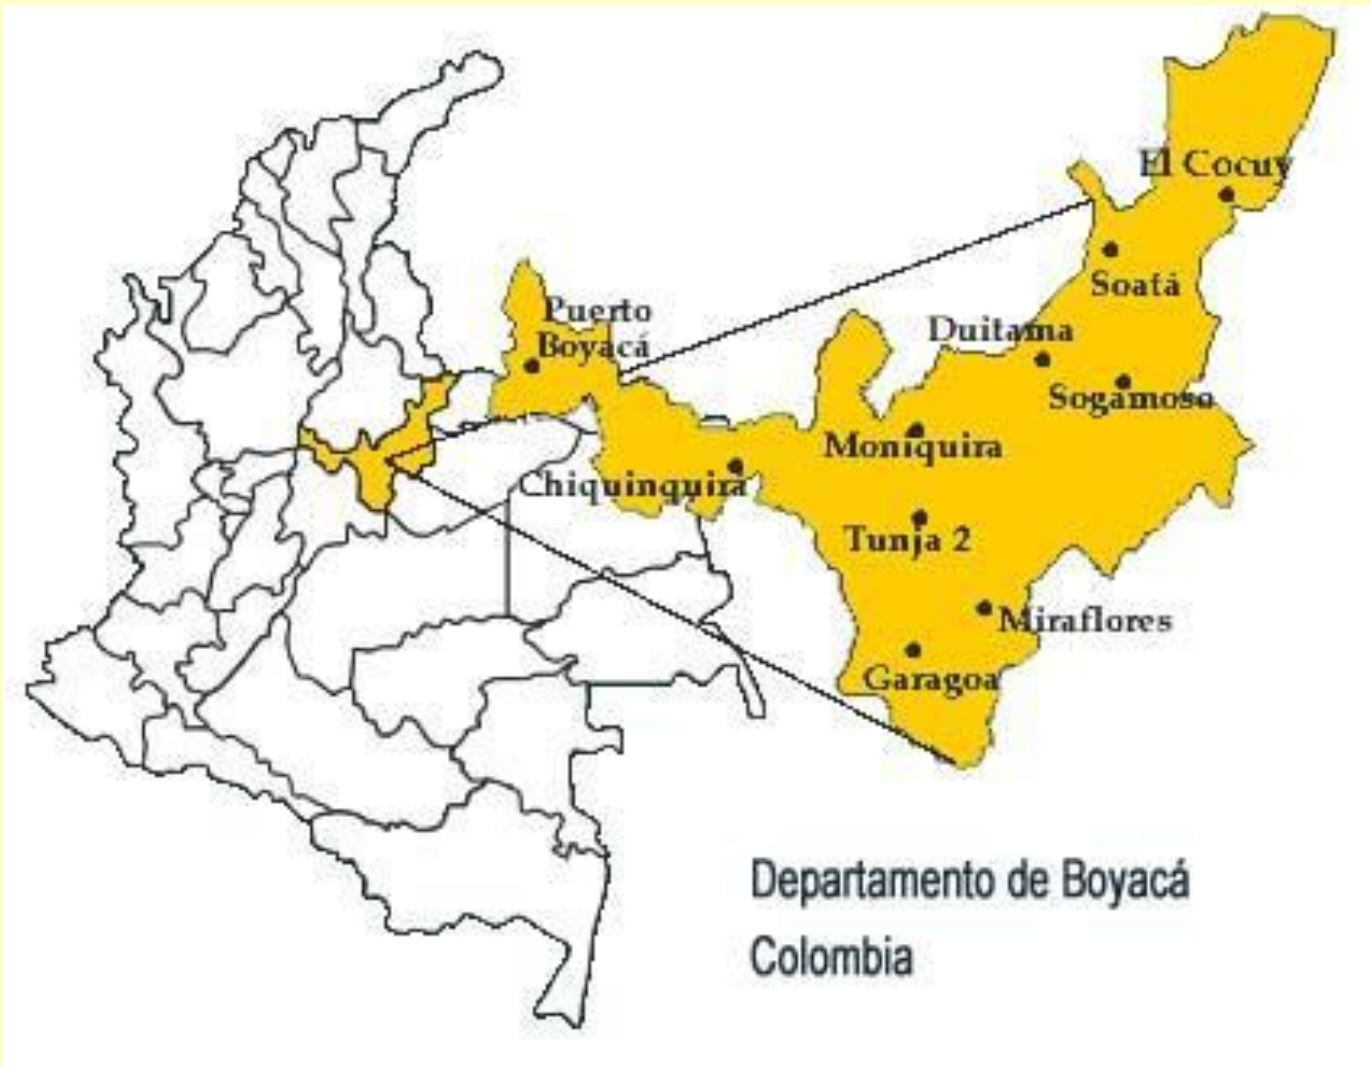 El Cocuy
Soatá
Puerto
Boyacá
Duitama
Sogamoso
Moniquira
Chiquinquira
Tunja 2
Miraflores
Garagoa
Departamento de Boyacá
Colombia